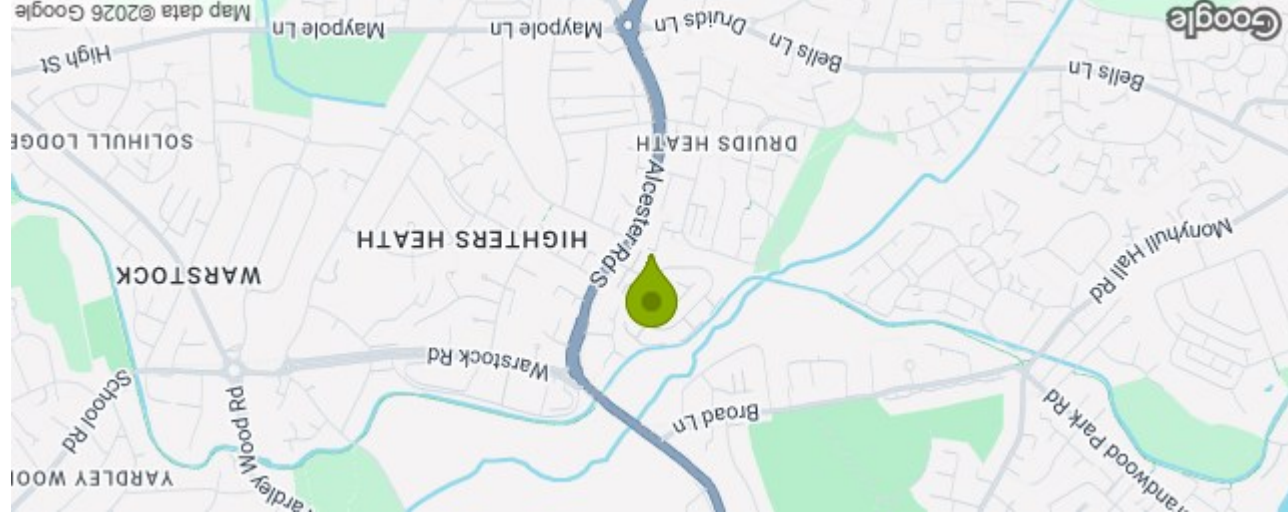 YARDLEY WOO
Yardley Wood Rd
School Rd
Broad Ln
randwood Park Rd
Warstock Rd
WARSTOCK
HIGHTERS HEATH
Alcester Rd S
Monyhull Hall Rd
SOLIHULL LODGE
DRUIDS HEATH
High St
Maypole Ln
Maypole Ln
Druids Ln
Bells Ln
Bells Ln
Google
Map data ©2026 Google